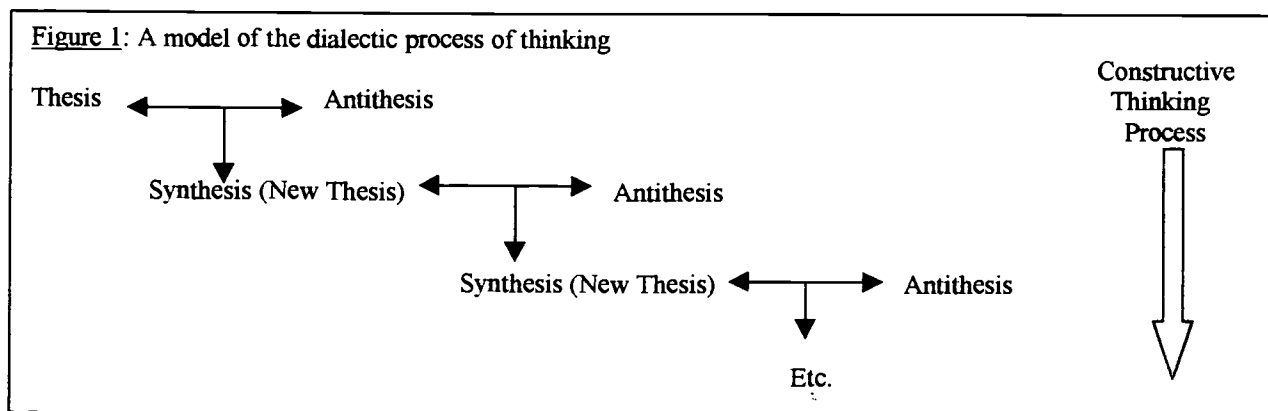 Figure 1: A model of the dialectic process of thinking
Constructive
Thinking
Process
Thesis Antithesis
Synthesis (New Thesis) Antithesis
Synthesis (New Thesis) Antithesis
Etc.